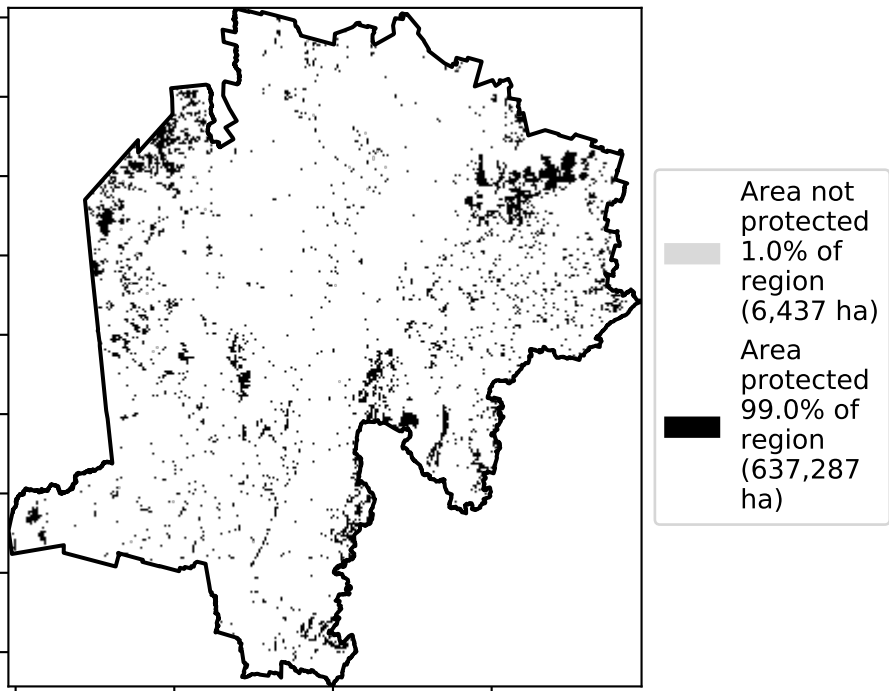 Area not
protected
1.0% of
region
(6,437 ha)
Area
protected
99.0% of
region
(637,287
ha)